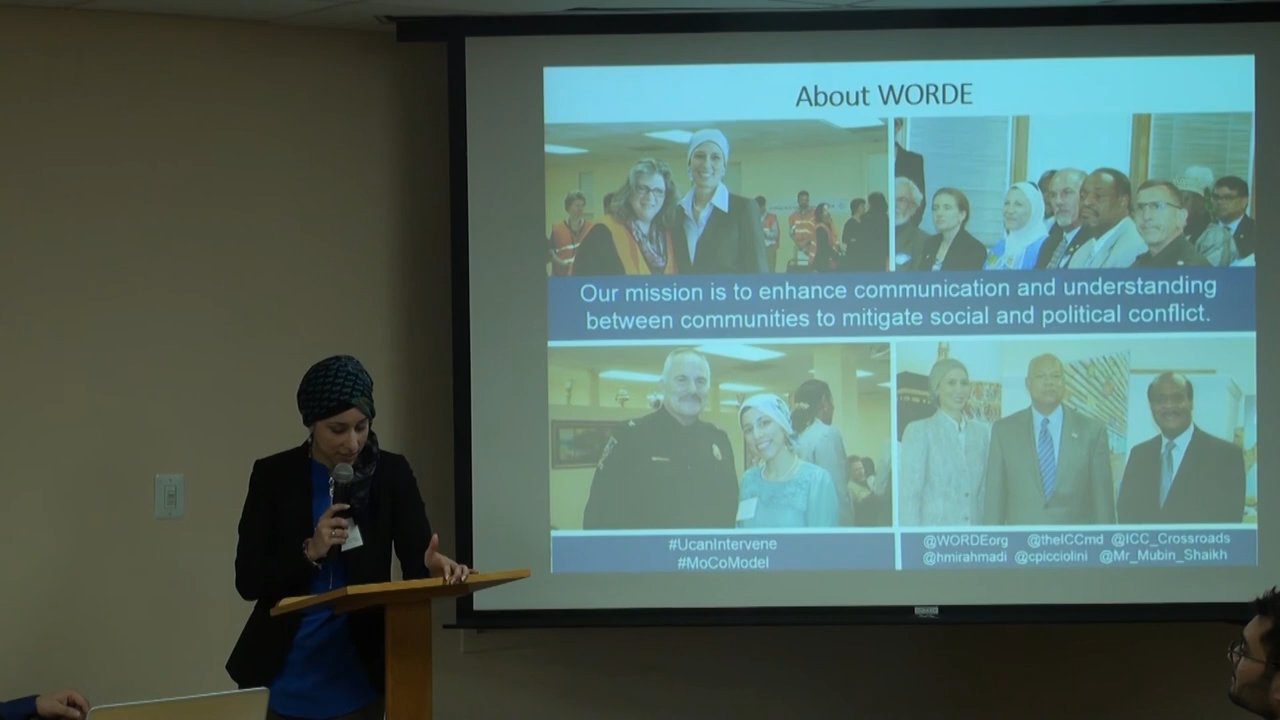 About WORDE
Our mission is to enhance communication and understanding
between communities to mitigate social and political conflict.
#UcanIntervene
#MoCoModel
@WORDEorg @theICCmd @ICC_Crossroads
@hmirahmadi @cpicciolini @Mr_Mubin_Shaikh